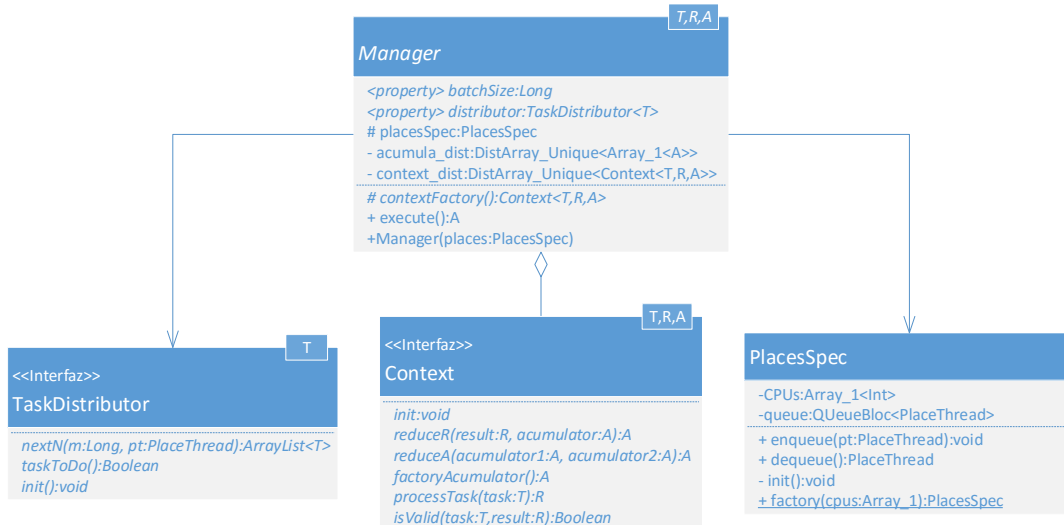 T,R,A
Manager
<property> batchSize:Long
<property> distributor:TaskDistributor<T>
# placesSpec:PlacesSpec
- acumula_dist:DistArray_Unique<Array_1<A>>
- context_dist:DistArray_Unique<Context<T,R,A>>
# contextFactory():Context<T,R,A>
+ execute():A
+Manager(places:PlacesSpec)
T
<<Interfaz>>
TaskDistributor
nextN(m:Long, pt:PlaceThread):ArrayList<T>
taskToDo():Boolean
init():void
T,R,A
<<Interfaz>>
Context
init:void
reduceR(result:R, acumulator:A):A
reduceA(acumulator1:A, acumulator2:A):A
factoryAcumulator():A
processTask(task:T):R
isValid(task:T,result:R):Boolean
PlacesSpec
-CPUs:Array_1<Int>
-queue:QUeueBloc<PlaceThread>
+ enqueue(pt:PlaceThread):void
+ dequeue():PlaceThread
- init():void
+ factory(cpus:Array_1):PlacesSpec